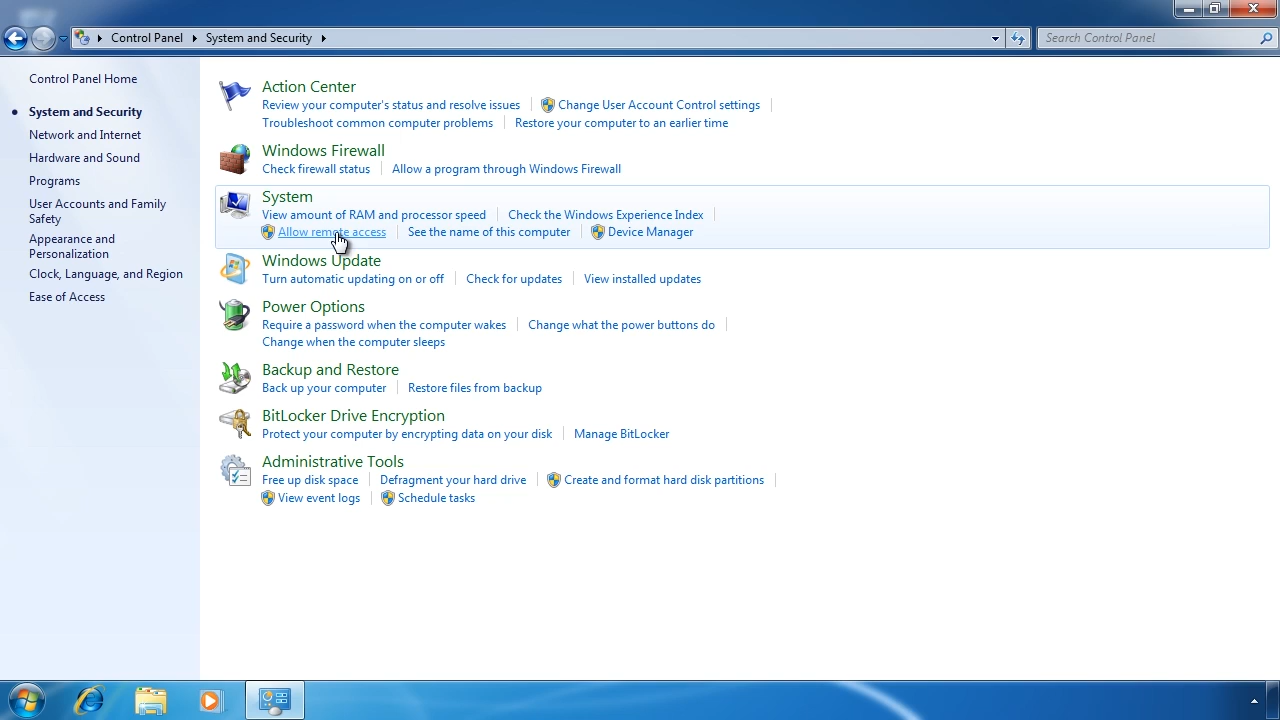 Control Panel
System and Security
Search Control Panel
Control Panel Home
System and Security
Network and Internet
Hardware and Sound
Programs
User Accounts and Family
Safety
Appearance and
Personalization
Clock, Language, and Region
Ease of Access
Action Center
Review your computer's status and resolve issues
Change User Account Control settings
Troubleshoot common computer problems
Restore your computer to an earlier time
Windows Firewall
Check firewall status
Allow a program through Windows Firewall
System
View amount of RAM and processor speed
Check the Windows Experience Index
Allow remote access
See the name of this computer
Device Manager
Windows Update
Turn automatic updating on or off
Check for updates
View installed updates
Power Options
Require a password when the computer wakes
Change what the power buttons do
Change when the computer sleeps
Backup and Restore
Back up your computer
Restore files from backup
BitLocker Drive Encryption
Protect your computer by encrypting data on your disk
Manage BitLocker
Administrative Tools
Free up disk space
Defragment your hard drive
Create and format hard disk partitions
View event logs
Schedule tasks